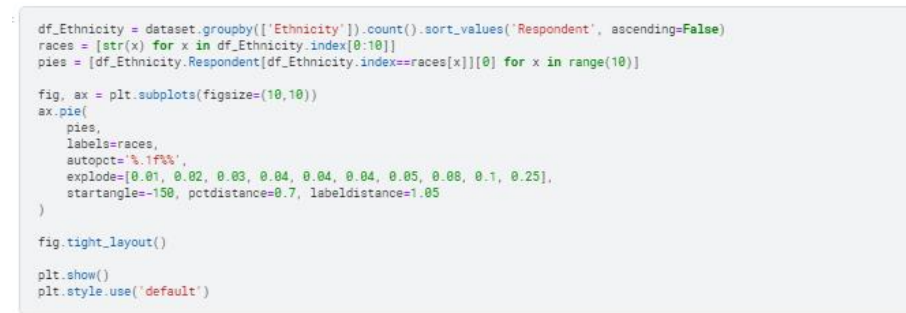 df_Ethnicity = dataset.groupby(['Ethnicity']).count().sort_values('Respondent', ascending=False)
races = [str(x) for x in df_Ethnicity.index[0:10]]
pies = [df_Ethnicity.Respondent[df_Ethnicity.index==races[x]][0] for x in range(10)]

fig, ax = plt.subplots(figsize=(10,10))
ax.pie(
    pies,
    labels=races,
    autopct='%.1f%%',
    explode=[0.01, 0.02, 0.03, 0.04, 0.04, 0.04, 0.05, 0.08, 0.1, 0.25],
    startangle=-150, pctdistance=0.7, labeldistance=1.05
)

fig.tight_layout()

plt.show()
plt.style.use('default')